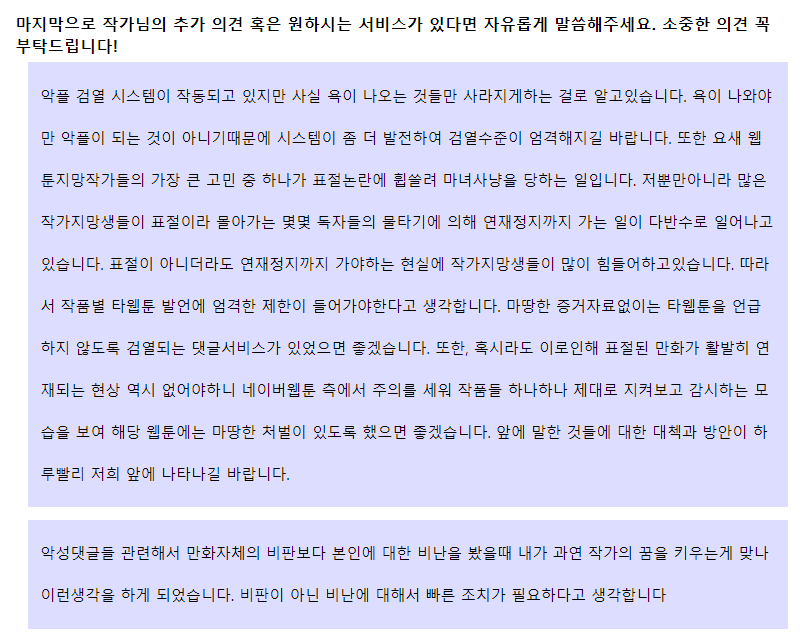 마지막으로 작가님의 추가 의견 혹은 원하시는 서비스가 있다면 자유롭게 말씀해주세요. 소중한 의견 꼭
부탁드립니다!
악플 검열 시스템이 작동되고 있지만 사실 욕이 나오는 것들만 사라지게하는 걸로 알고있습니다. 욕이 나와야
만 악플이 되는 것이 아니기때문에 시스템이 좀 더 발전하여 검열수준이 엄격해지길 바랍니다. 또한 요새 웹
툰지망작가들의 가장 큰 고민 중 하나가 표절논란에 휩쓸려 마녀사냥을 당하는 일입니다. 저뿐만아니라 많은
작가지망생들이 표절이라 몰아가는 몇몇 독자들의 물타기에 의해 연재정지까지 가는 일이 다반수로 일어나고
있습니다. 표절이 아니더라도 연재정지까지 가야하는 현실에 작가지망생들이 많이 힘들어하고있습니다. 따라
서 작품별 타웹툰 발언에 엄격한 제한이 들어가야한다고 생각합니다. 마땅한 증거자료없이는 타웹툰을 언급
하지 않도록 검열되는 댓글서비스가 있었으면 좋겠습니다. 또한, 혹시라도 이로인해 표절된 만화가 활발히 연
재되는 현상 역시 없어야하니 네이버웹툰 측에서 주의를 세워 작품들 하나하나 제대로 지켜보고 감시하는 모
습을 보여 해당 웹툰에는 마땅한 처벌이 있도록 했으면 좋겠습니다. 앞에 말한 것들에 대한 대첵과 방안이 하
루빨리 저희 앞에 나타나길 바랍니다.
악성댓글들 관련해서 만화자체의 비판보다 본인에 대한 비난을 봤을때 내가 과연 작가의 꿈을 키우는게 맞나
이런생각을 하게 되었습니다. 비판이 아닌 비난에 대해서 빠른 조치가 필요하다고 생각합니다